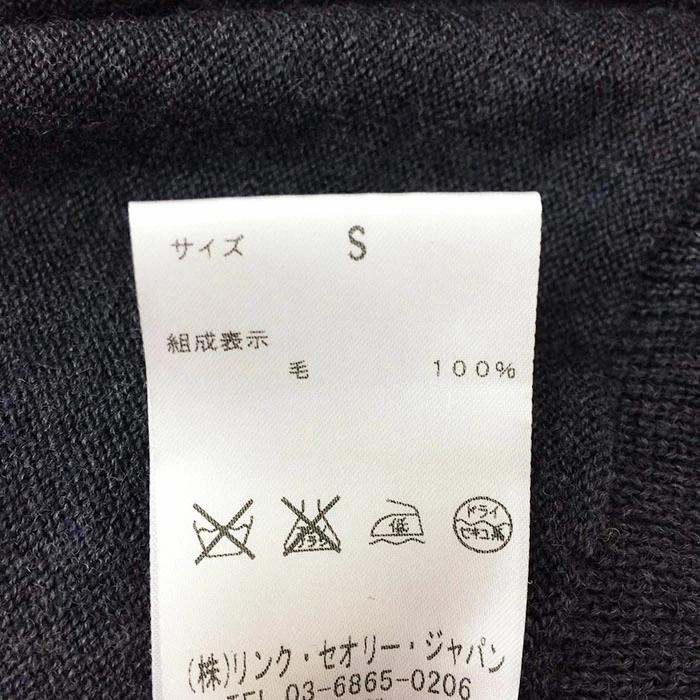 サイズ S
組成表示
毛 100%
低 ドライ
セキユ系
(株)リンク・セオリー・ジャパン
TEL 03-6865-0206